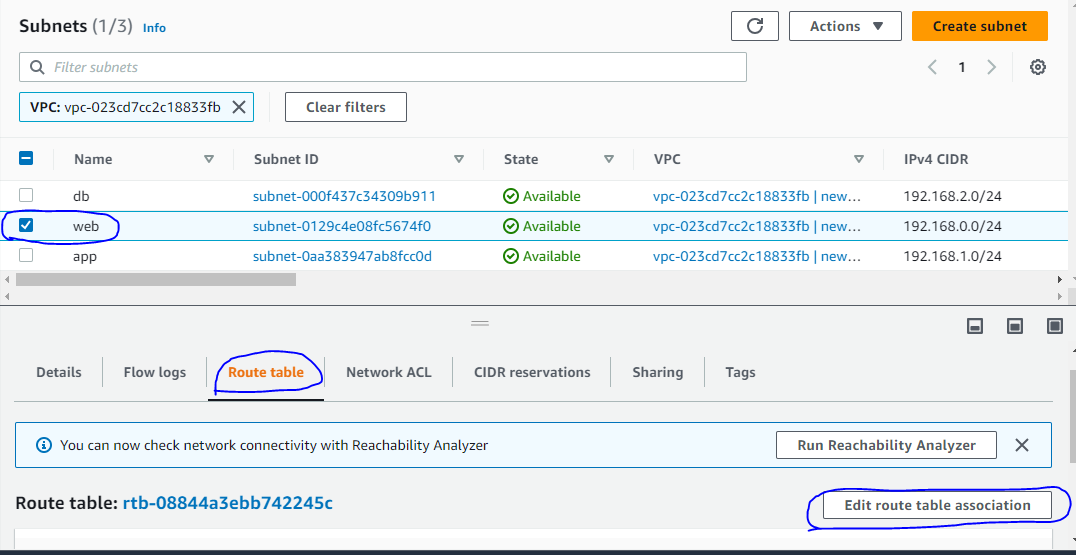 Subnets (1/3) Info
Actions
Create subnet
Filter subnets
1
VPC: vpc-023cd7cc2c18833fb
Clear filters
Name Subnet ID State VPC IPv4 CIDR
db subnet-000f437c34309b911 Available vpc-023cd7cc2c18833fb | new… 192.168.2.0/24
web subnet-0129c4e08fc5674f0 Available vpc-023cd7cc2c18833fb | new… 192.168.0.0/24
app subnet-0aa383947ab8fcc0d Available vpc-023cd7cc2c18833fb | new… 192.168.1.0/24
Details Flow logs Route table Network ACL CIDR reservations Sharing Tags
You can now check network connectivity with Reachability Analyzer Run Reachability Analyzer
Route table: rtb-08844a3ebb742245c Edit route table association